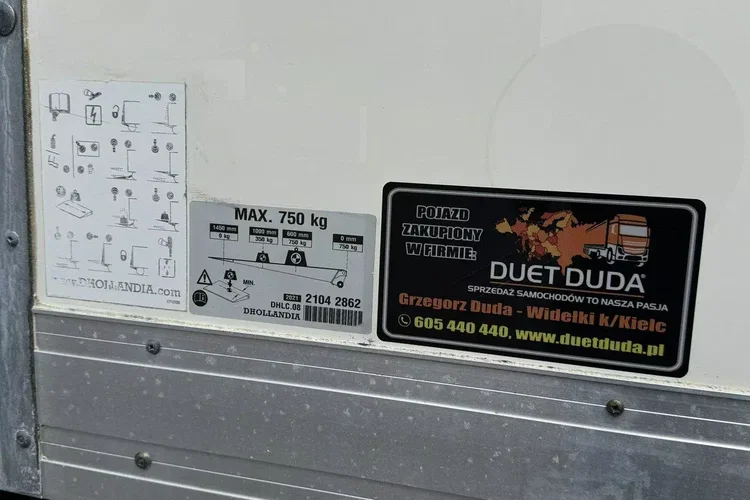 www.DHOLLANDIA.com
MAX. 750 kg
1450 mm 1000 mm 600 mm 0 mm
0 kg 350 kg 750 kg 750 kg
MIN.
2021 2104 2862
DHLC.08
DHOLLANDIA
POJAZD
ZAKUPIONY
W FIRMIE:
DUET DUDA®
SPRZEDAŻ SAMOCHODÓW TO NASZA PASJA
Grzegorz Duda - Widełki k/Kielc
605 440 440, www.duetduda.pl